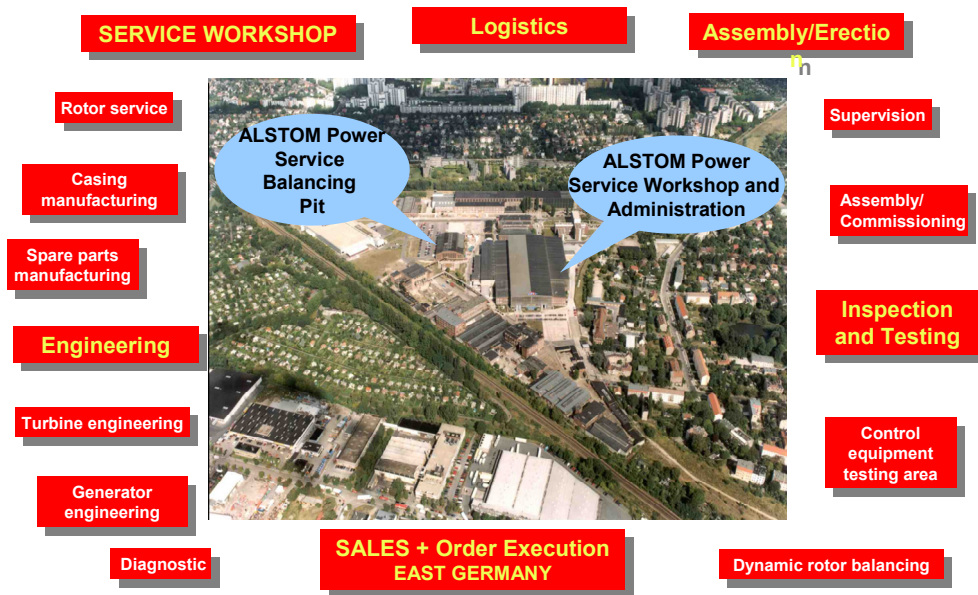 SERVICE WORKSHOP
Logistics
Assembly/Erectio
n
Rotor service
Casing
manufacturing
Spare parts
manufacturing
Engineering
Turbine engineering
Generator
engineering
Diagnostic
ALSTOM Power
Service
Balancing
Pit
ALSTOM Power
Service Workshop and
Administration
Supervision
Assembly/
Commissioning
Inspection
and Testing
Control
equipment
testing area
Dynamic rotor balancing
SALES + Order Execution
EAST GERMANY